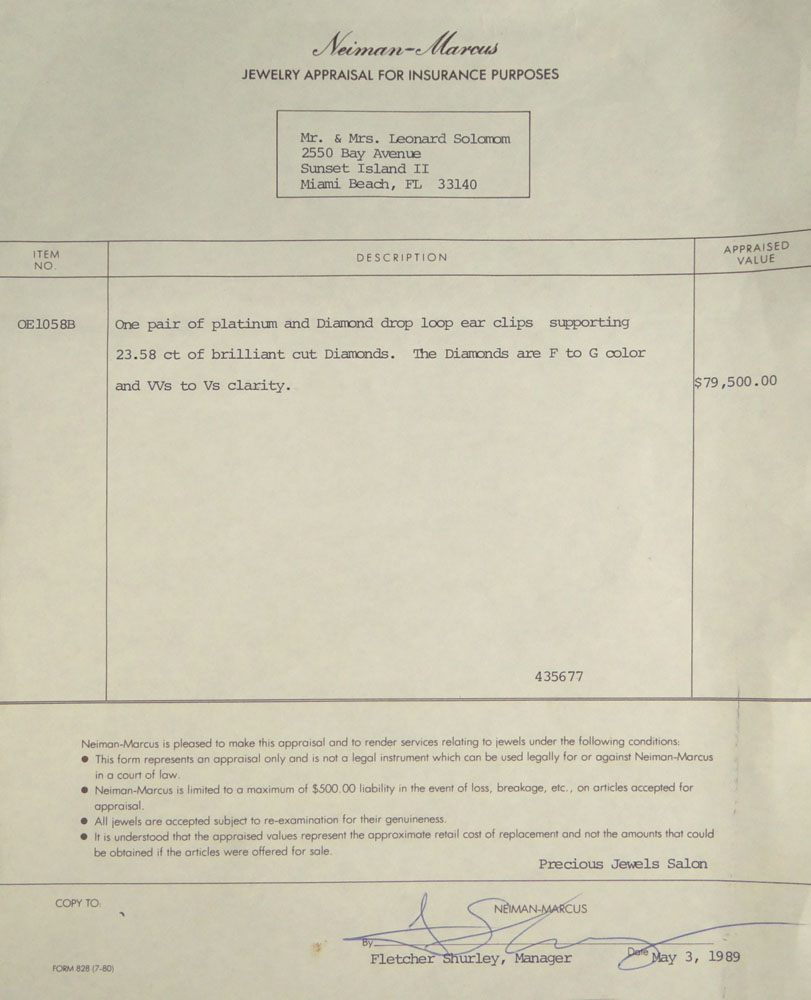 Neiman-Marcus
JEWELRY APPRAISAL FOR INSURANCE PURPOSES
Mr. & Mrs. Leonard Solomom
2550 Bay Avenue
Sunset Island II
Miami Beach, FL 33140
ITEM NO.
DESCRIPTION
APPRAISED VALUE
OE1058B
One pair of platinum and Diamond drop loop ear clips supporting
23.58 ct of brilliant cut Diamonds. The Diamonds are F to G color
and VVs to Vs clarity.
$79,500.00
435677
Neiman-Marcus is pleased to make this appraisal and to render services relating to jewels under the following conditions:
● This form represents an appraisal only and is not a legal instrument which can be used legally for or against Neiman-Marcus
in a court of law.
● Neiman-Marcus is limited to a maximum of $500.00 liability in the event of loss, breakage, etc., on articles accepted for
appraisal.
● All jewels are accepted subject to re-examination for their genuineness.
● It is understood that the appraised values represent the approximate retail cost of replacement and not the amounts that could
be obtained if the articles were offered for sale.
Precious Jewels Salon
COPY TO:
NEIMAN-MARCUS
By
Fletcher Shurley, Manager
Date May 3, 1989
FORM 828 (7-80)